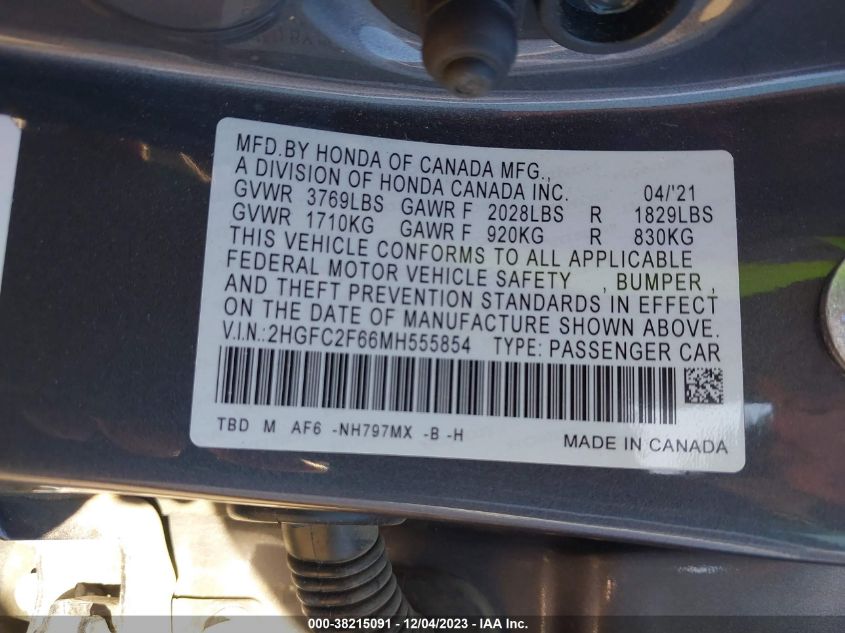 MFD.BY HONDA OF CANADA MFG.,
A DIVISION OF HONDA CANADA INC. 04/'21
GVWR 3769LBS GAWR F 2028LBS R 1829LBS
GVWR 1710KG GAWR F 920KG R 830KG
THIS VEHICLE CONFORMS TO ALL APPLICABLE
FEDERAL MOTOR VEHICLE SAFETY , BUMPER ,
AND THEFT PREVENTION STANDARDS IN EFFECT
ON THE DATE OF MANUFACTURE SHOWN ABOVE.
V.I.N.:2HGFC2F66MH555854 TYPE: PASSENGER CAR
TBD M AF6 -NH797MX -B -H
MADE IN CANADA
000-38215091 - 12/04/2023 - IAA Inc.